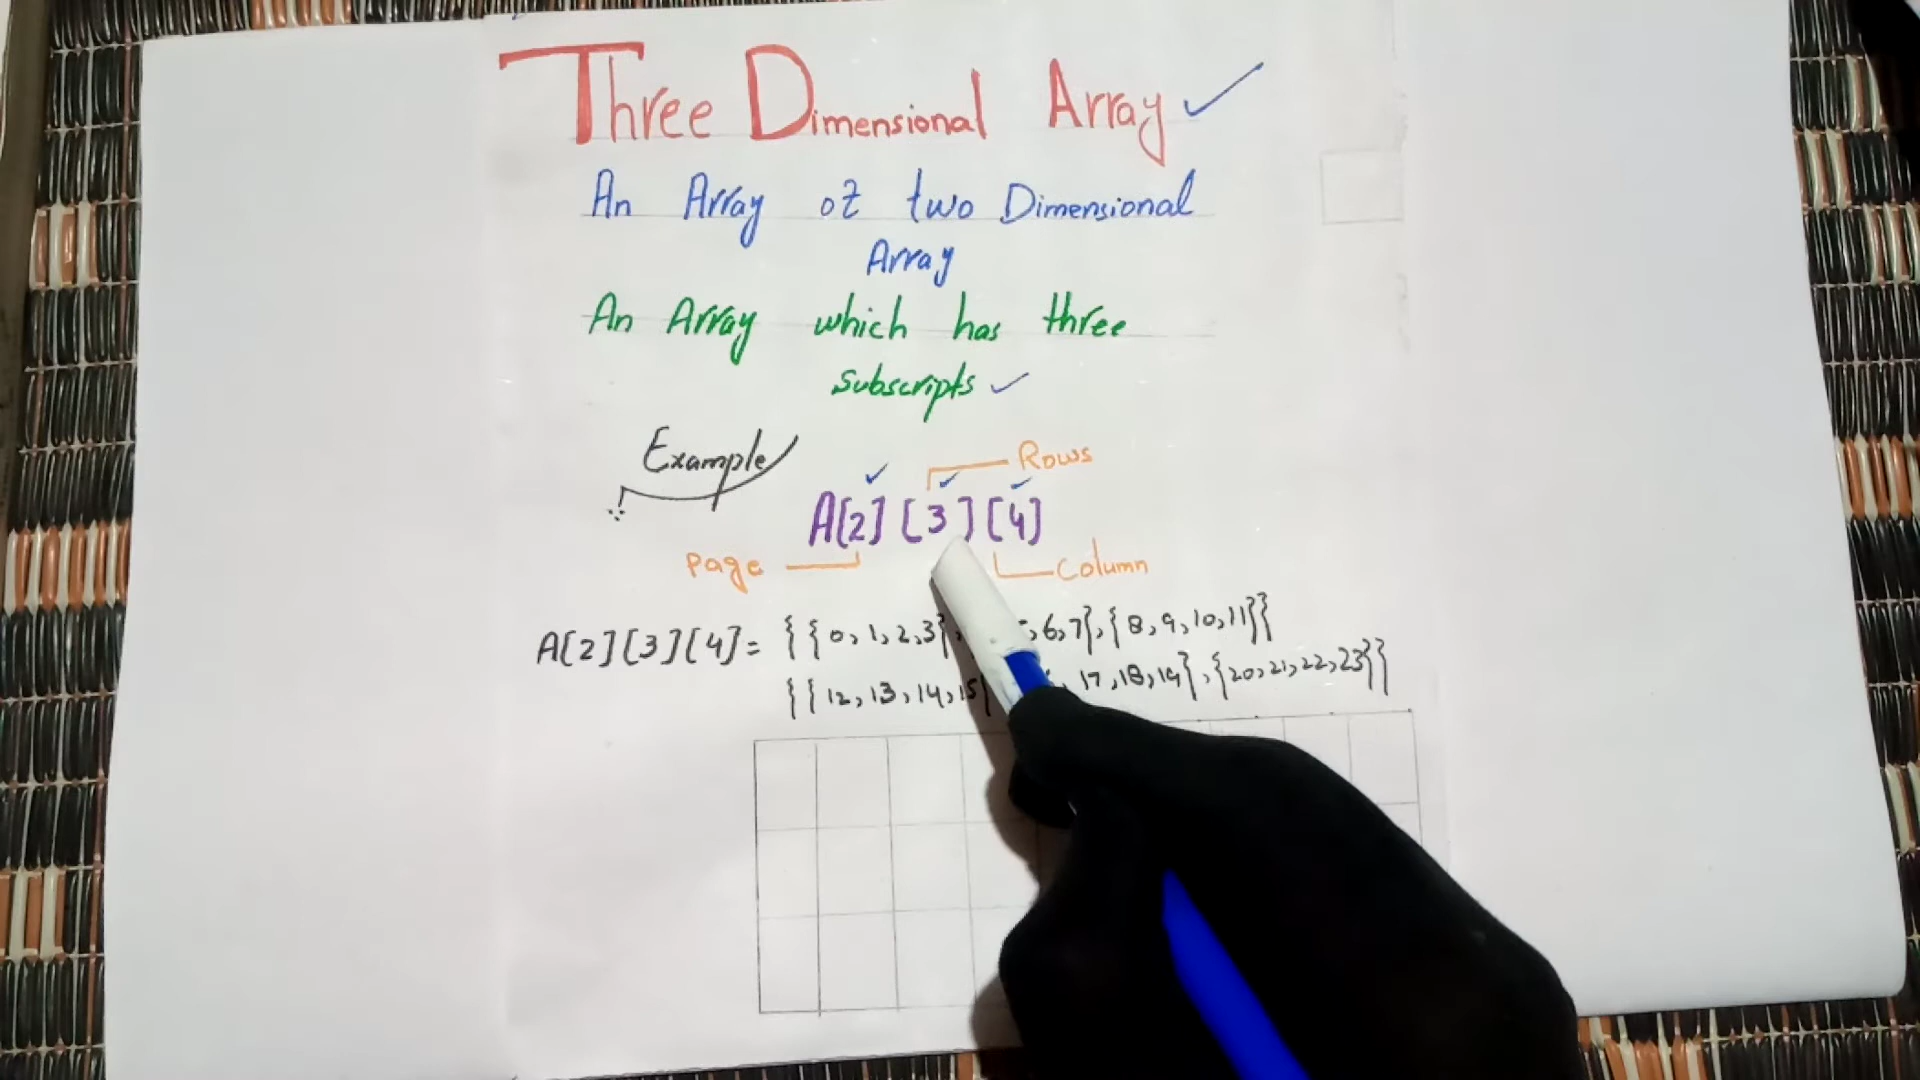 Three Dimensional Array
An Array of two Dimensional
Array
An Array which has three
Subscripts
Example
Rows
A[2] [3] [4]
Page
Column
A[2][3][4]= {{0,1,2,3}, 6,7},{8,9,10,11}}
{{12,13,14,15 17,18,19},{20,21,22,23}}